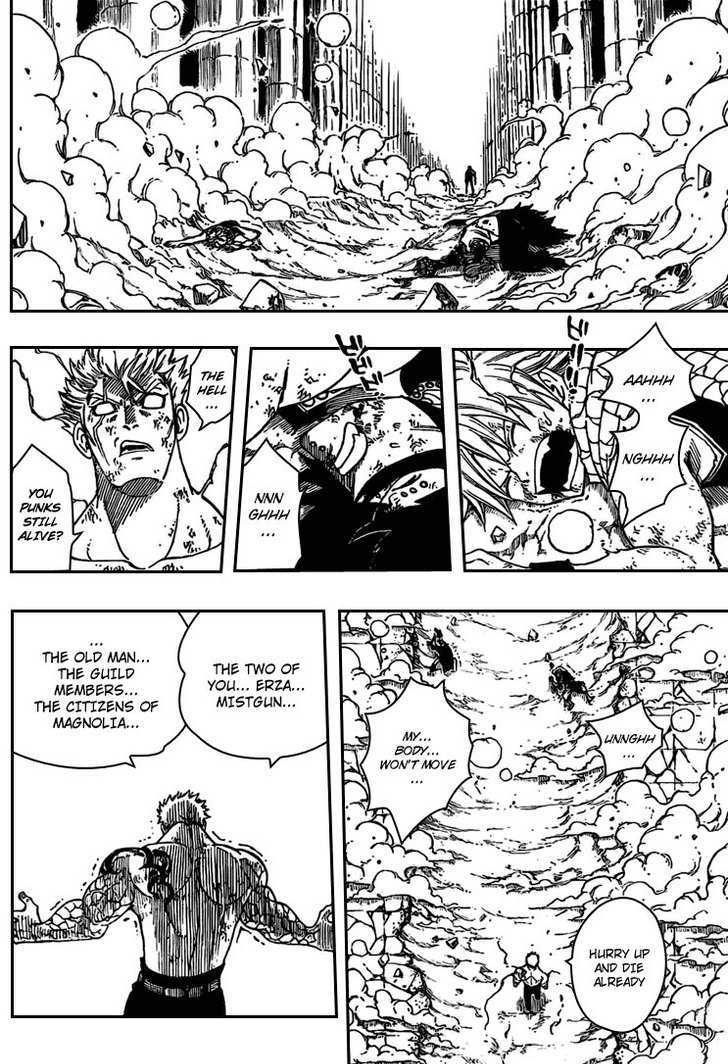 AAHHH
...
NGHHH
...
NNN
GHHH
...
THE
HELL
...
YOU
PUNKS
STILL
ALIVE?
UNNGHH
...
MY...
BODY...
WON'T MOVE
...
HURRY UP
AND DIE
ALREADY
THE TWO OF
YOU... ERZA...
MISTGUN...
...
THE OLD MAN...
THE GUILD
MEMBERS...
THE CITIZENS OF
MAGNOLIA...